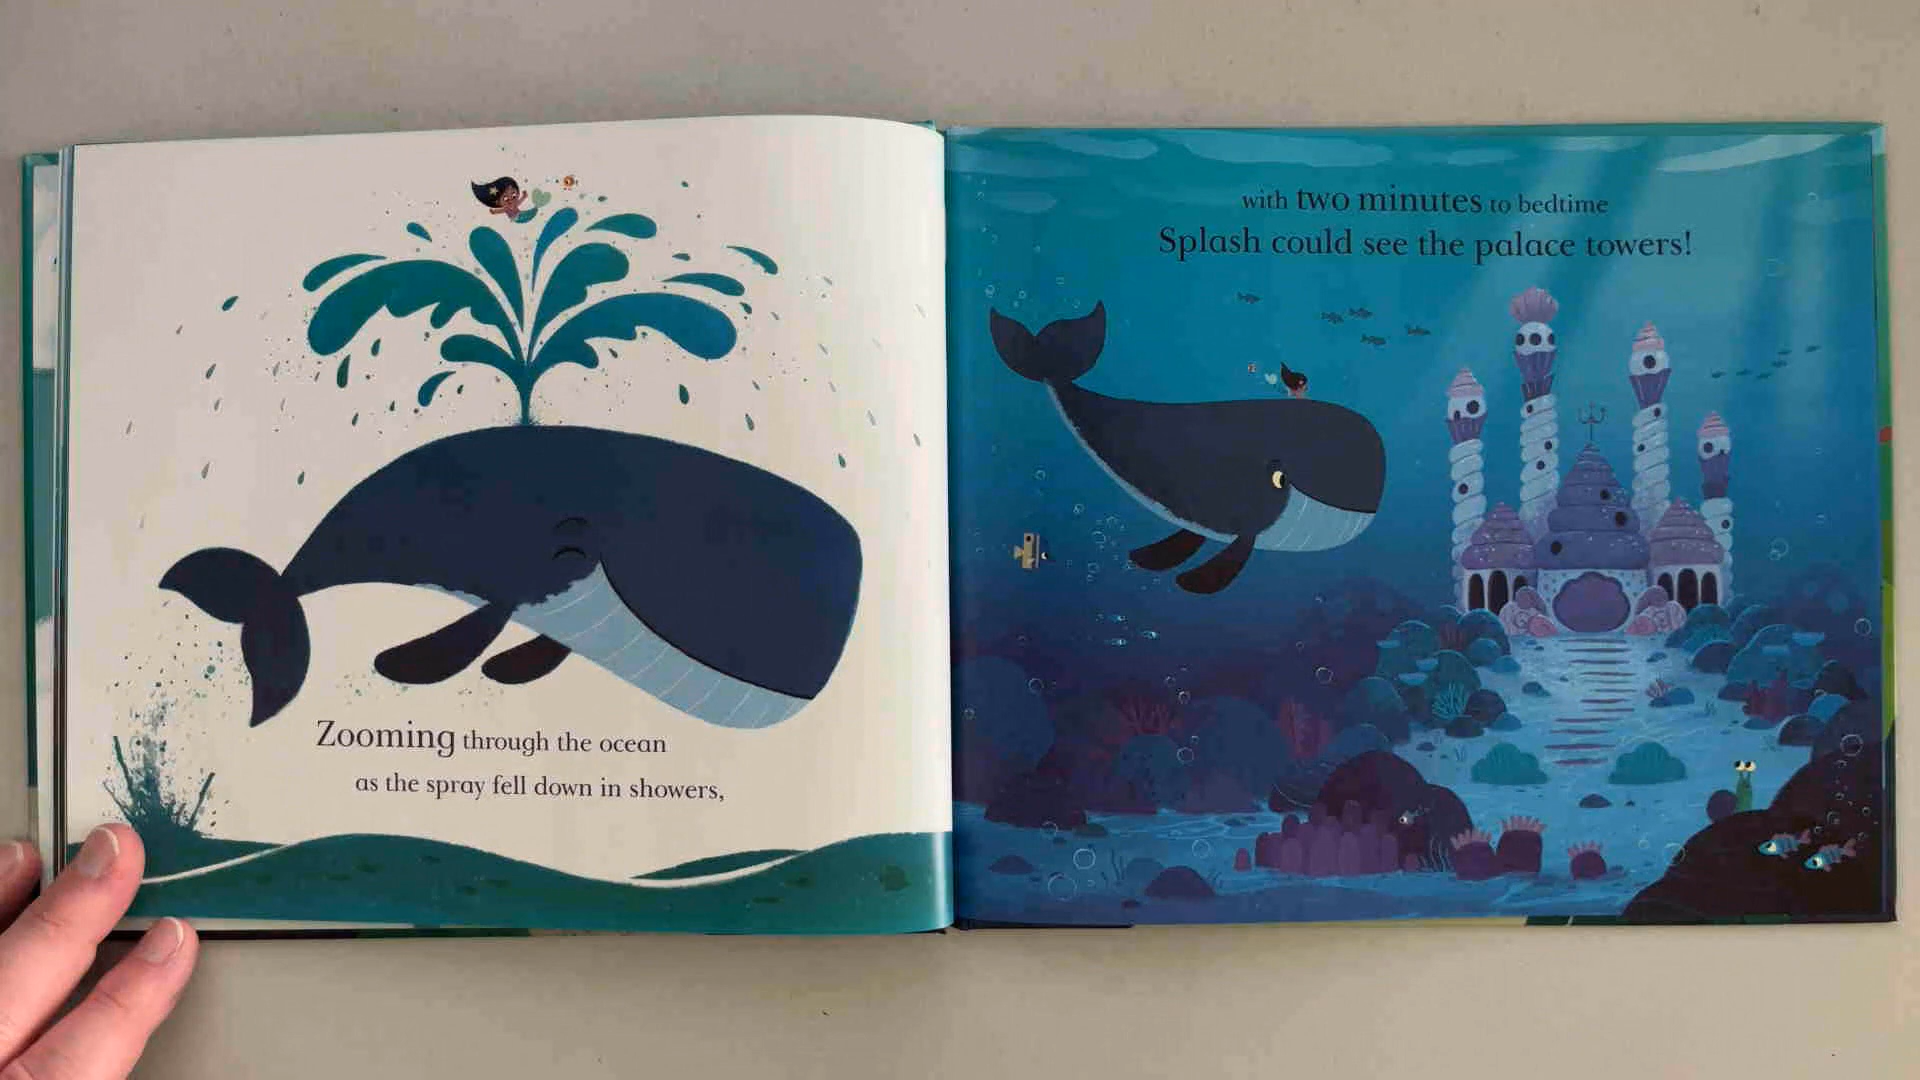 Zooming through the ocean
as the spray fell down in showers,
with two minutes to bedtime
Splash could see the palace towers!